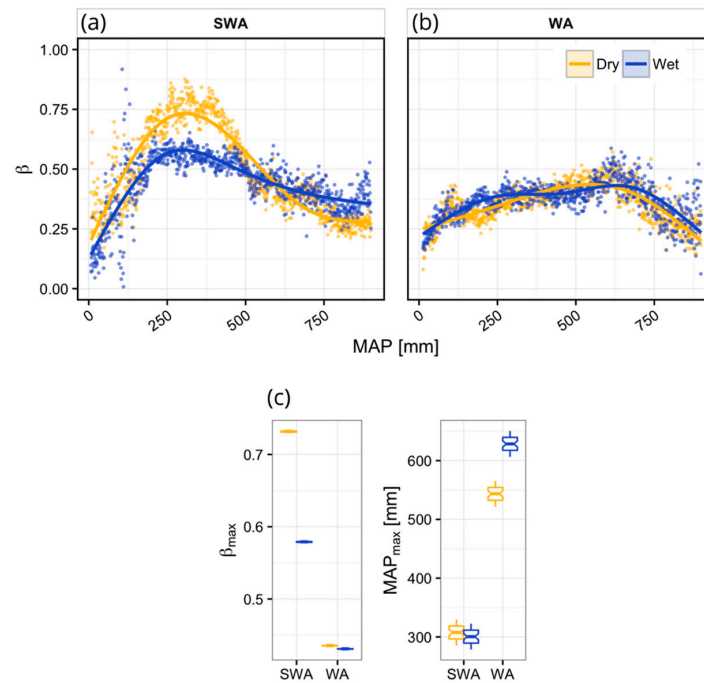 (a) SWA
(b) WA
1.00
0.75
0.50
0.25
0.00
β
Dry Wet
0 250 500 750
0 250 500 750
MAP [mm]
(c)
0.7
0.6
0.5
βmax
SWA WA
600
500
400
300
MAPmax [mm]
SWA WA